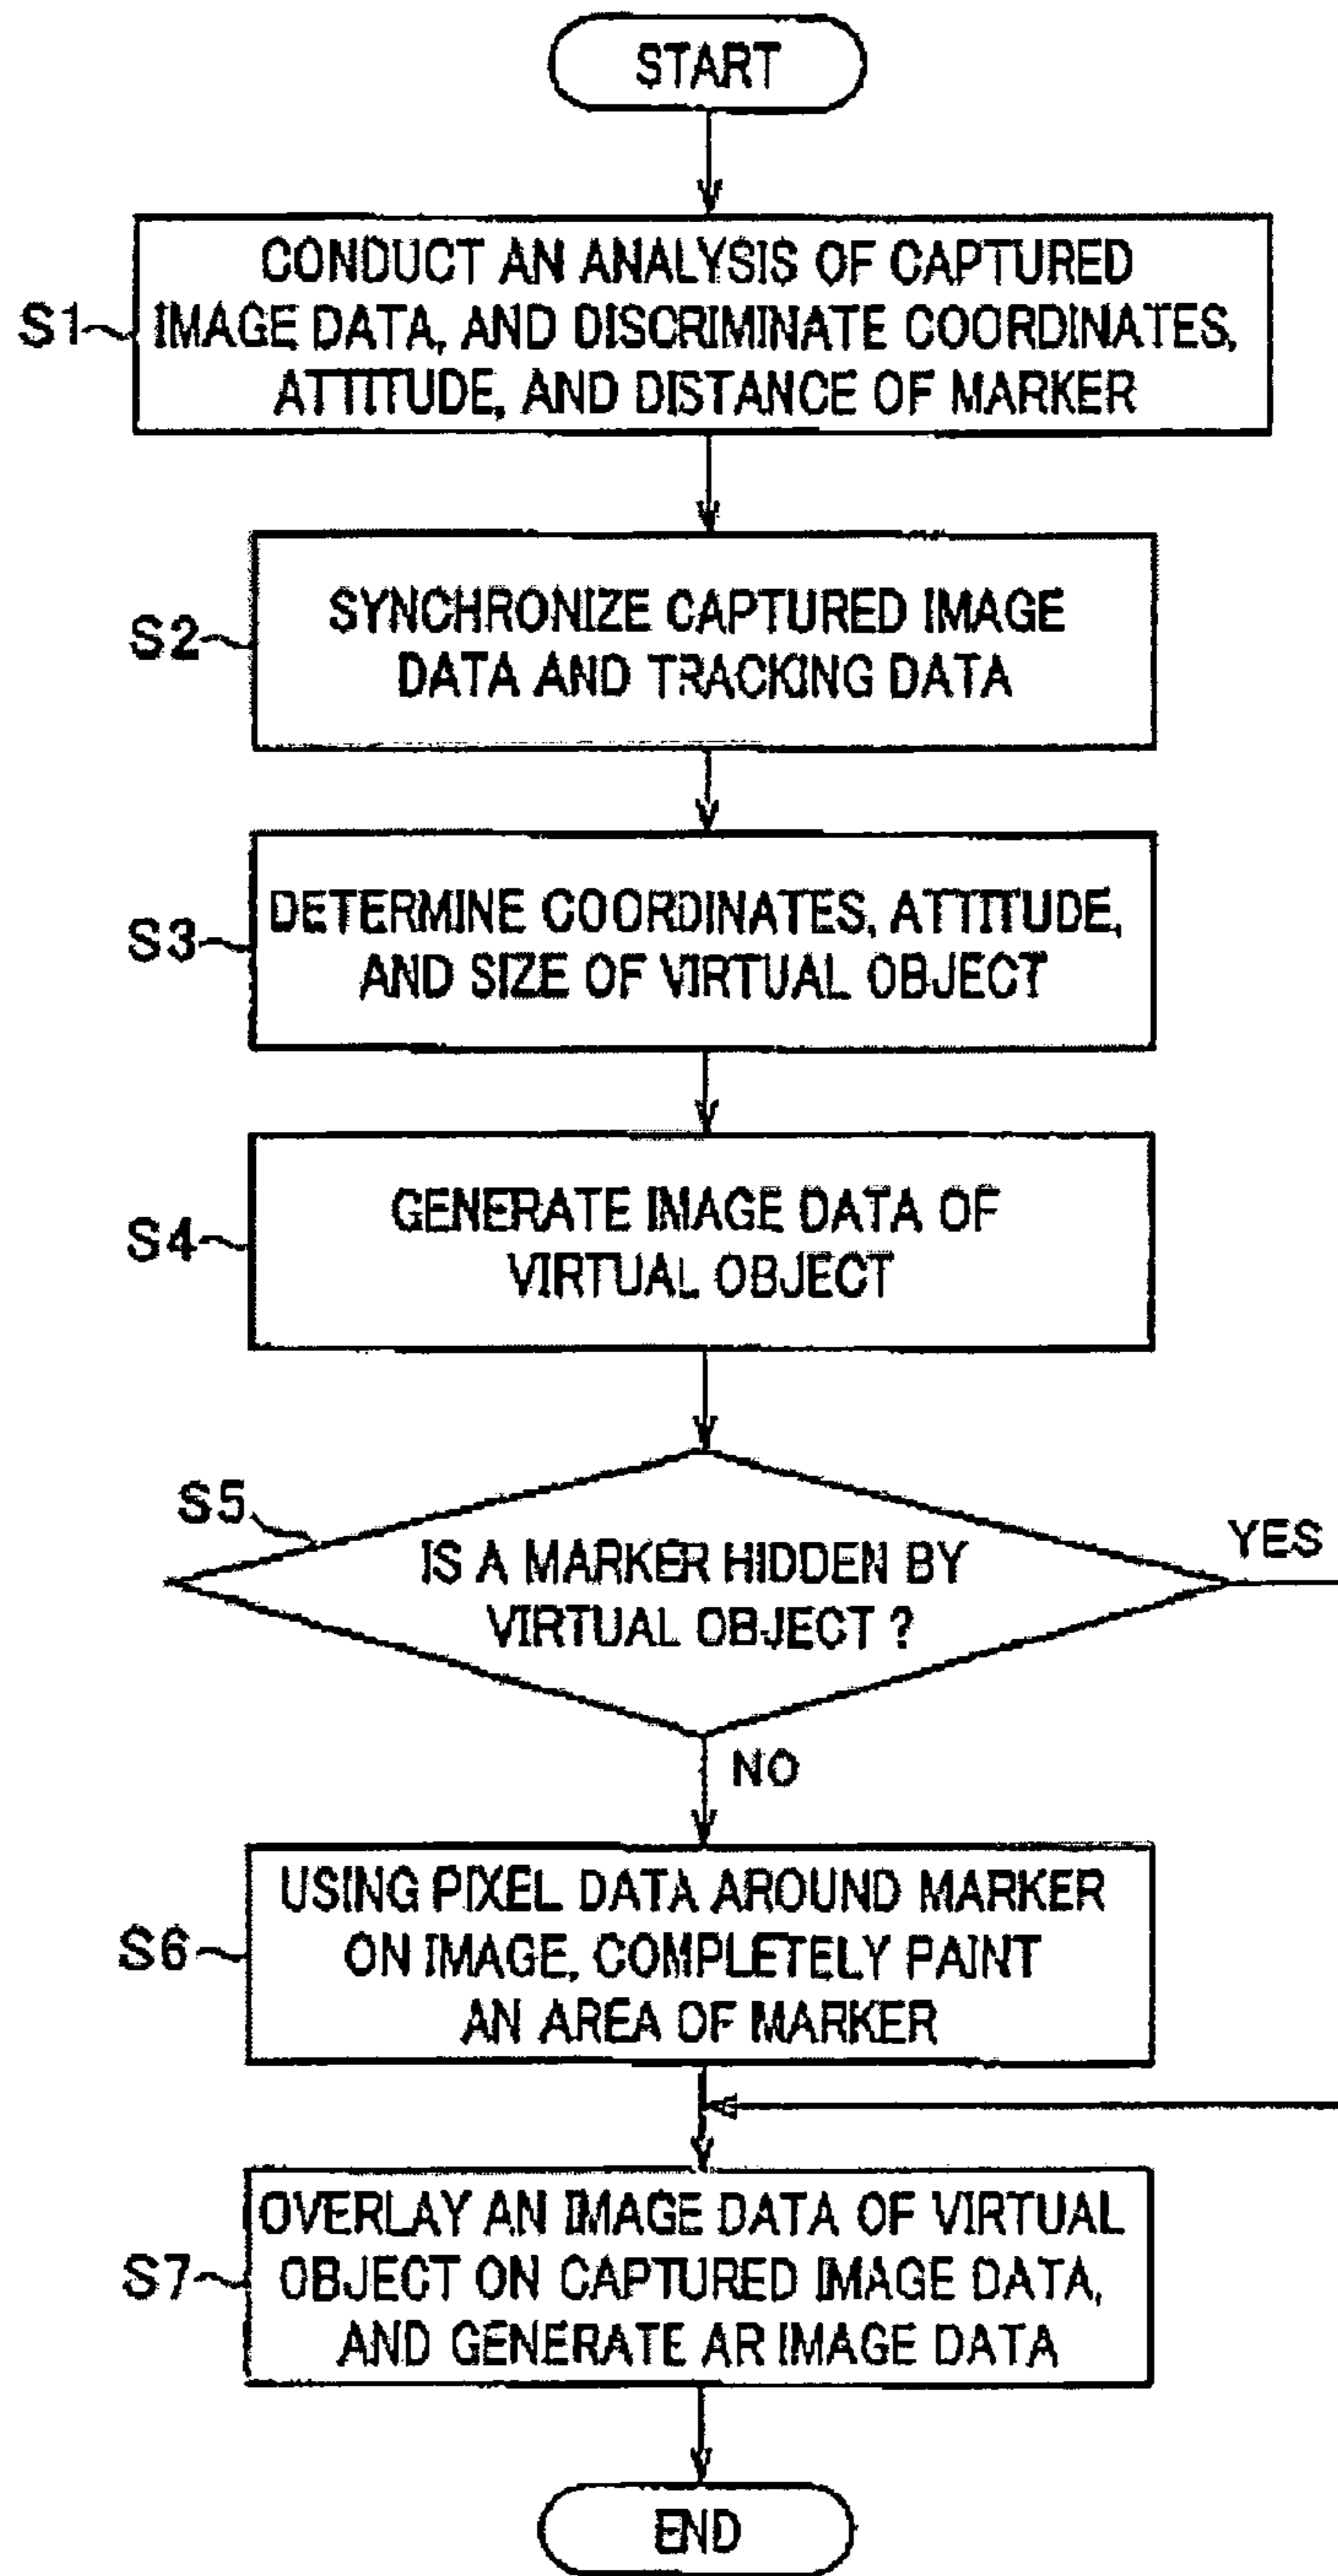 START
S1
CONDUCT AN ANALYSIS OF CAPTURED
IMAGE DATA, AND DISCRIMINATE COORDINATES,
ATTITUDE, AND DISTANCE OF MARKER
S2
SYNCHRONIZE CAPTURED IMAGE
DATA AND TRACKING DATA
S3
DETERMINE COORDINATES, ATTITUDE,
AND SIZE OF VIRTUAL OBJECT
S4
GENERATE IMAGE DATA OF
VIRTUAL OBJECT
S5
IS A MARKER HIDDEN BY
VIRTUAL OBJECT ?
YES
NO
S6
USING PIXEL DATA AROUND MARKER
ON IMAGE, COMPLETELY PAINT
AN AREA OF MARKER
S7
OVERLAY AN IMAGE DATA OF VIRTUAL
OBJECT ON CAPTURED IMAGE DATA,
AND GENERATE AR IMAGE DATA
END